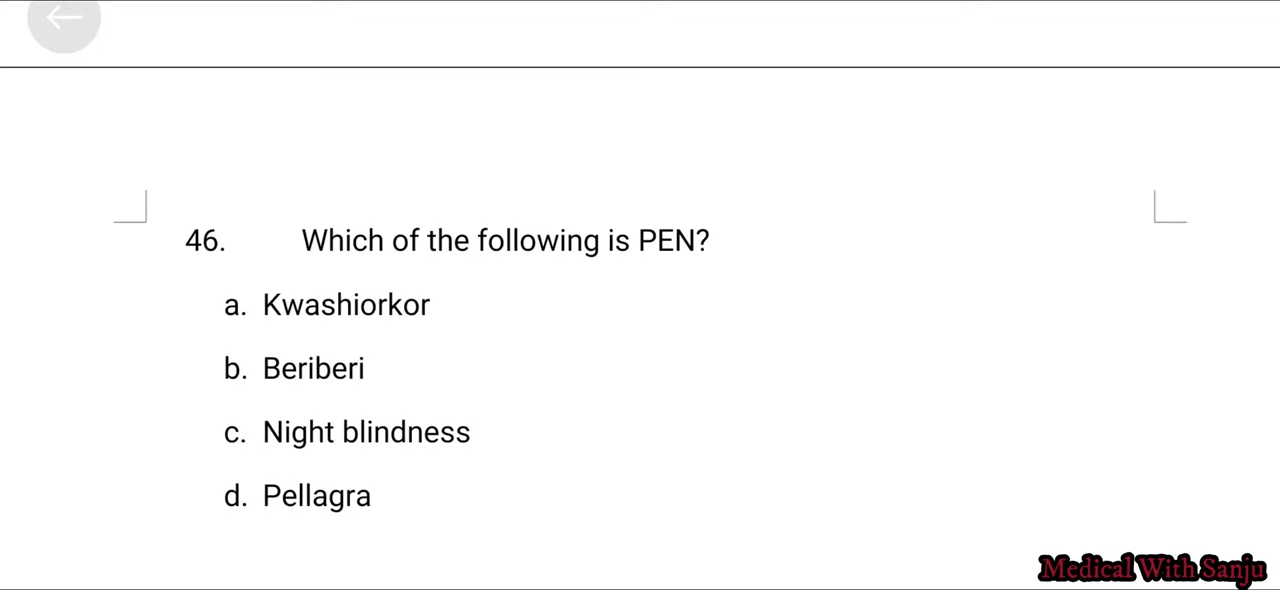 46. Which of the following is PEN?
a. Kwashiorkor
b. Beriberi
c. Night blindness
d. Pellagra
Medical With Sanju